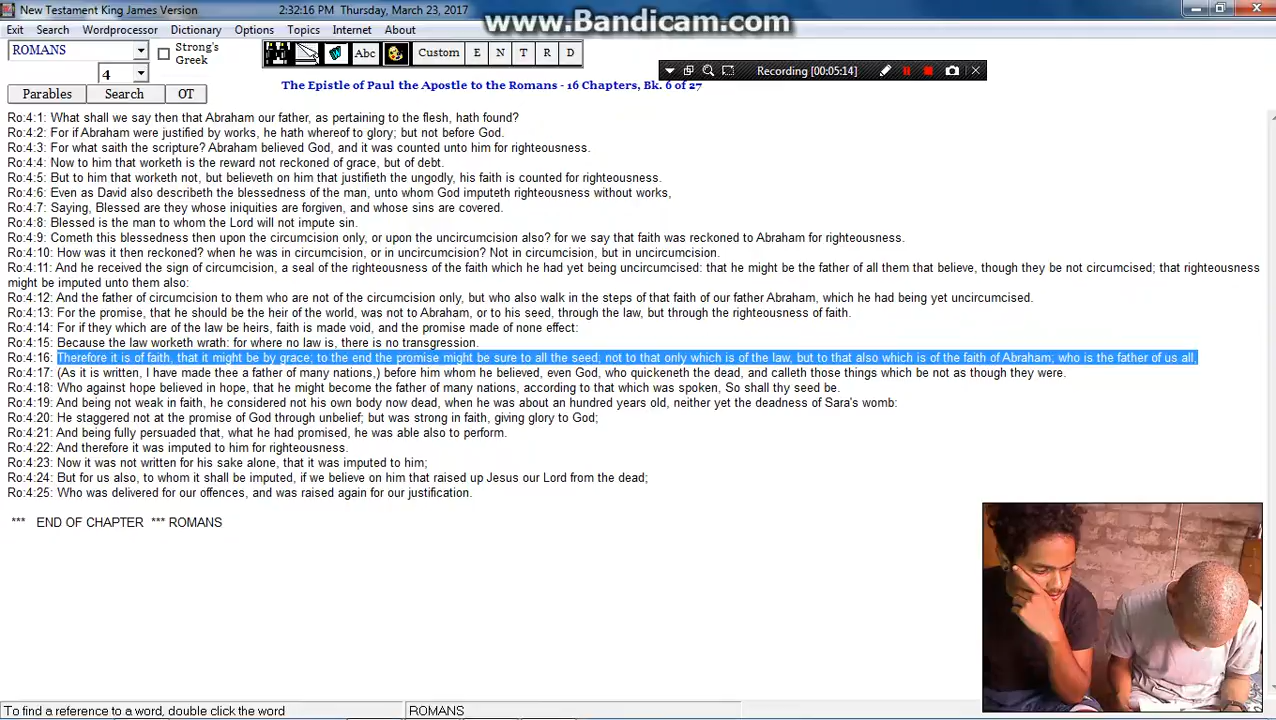 New Testament King James Version
2:32:16 PM Thursday, March 23, 2017
www.Bandicam.com
Exit Search Wordprocessor Dictionary Options Topics Internet About
ROMANS
Strong's Greek
Abc Custom E N T R D
4
Recording [00:05:14]
Parables Search OT
The Epistle of Paul the Apostle to the Romans - 16 Chapters, Bk. 6 of 27
Ro:4:1: What shall we say then that Abraham our father, as pertaining to the flesh, hath found?
Ro:4:2: For if Abraham were justified by works, he hath whereof to glory; but not before God.
Ro:4:3: For what saith the scripture? Abraham believed God, and it was counted unto him for righteousness.
Ro:4:4: Now to him that worketh is the reward not reckoned of grace, but of debt.
Ro:4:5: But to him that worketh not, but believeth on him that justifieth the ungodly, his faith is counted for righteousness.
Ro:4:6: Even as David also describeth the blessedness of the man, unto whom God imputeth righteousness without works,
Ro:4:7: Saying, Blessed are they whose iniquities are forgiven, and whose sins are covered.
Ro:4:8: Blessed is the man to whom the Lord will not impute sin.
Ro:4:9: Cometh this blessedness then upon the circumcision only, or upon the uncircumcision also? for we say that faith was reckoned to Abraham for righteousness.
Ro:4:10: How was it then reckoned? when he was in circumcision, or in uncircumcision? Not in circumcision, but in uncircumcision.
Ro:4:11: And he received the sign of circumcision, a seal of the righteousness of the faith which he had yet being uncircumcised: that he might be the father of all them that believe, though they be not circumcised; that righteousness
might be imputed unto them also:
Ro:4:12: And the father of circumcision to them who are not of the circumcision only, but who also walk in the steps of that faith of our father Abraham, which he had being yet uncircumcised.
Ro:4:13: For the promise, that he should be the heir of the world, was not to Abraham, or to his seed, through the law, but through the righteousness of faith.
Ro:4:14: For if they which are of the law be heirs, faith is made void, and the promise made of none effect:
Ro:4:15: Because the law worketh wrath: for where no law is, there is no transgression.
Ro:4:16: Therefore it is of faith, that it might be by grace; to the end the promise might be sure to all the seed; not to that only which is of the law, but to that also which is of the faith of Abraham; who is the father of us all,
Ro:4:17: (As it is written, I have made thee a father of many nations,) before him whom he believed, even God, who quickeneth the dead, and calleth those things which be not as though they were.
Ro:4:18: Who against hope believed in hope, that he might become the father of many nations, according to that which was spoken, So shall thy seed be.
Ro:4:19: And being not weak in faith, he considered not his own body now dead, when he was about an hundred years old, neither yet the deadness of Sara's womb:
Ro:4:20: He staggered not at the promise of God through unbelief; but was strong in faith, giving glory to God;
Ro:4:21: And being fully persuaded that, what he had promised, he was able also to perform.
Ro:4:22: And therefore it was imputed to him for righteousness.
Ro:4:23: Now it was not written for his sake alone, that it was imputed to him;
Ro:4:24: But for us also, to whom it shall be imputed, if we believe on him that raised up Jesus our Lord from the dead;
Ro:4:25: Who was delivered for our offences, and was raised again for our justification.
*** END OF CHAPTER *** ROMANS
To find a reference to a word, double click the word
ROMANS